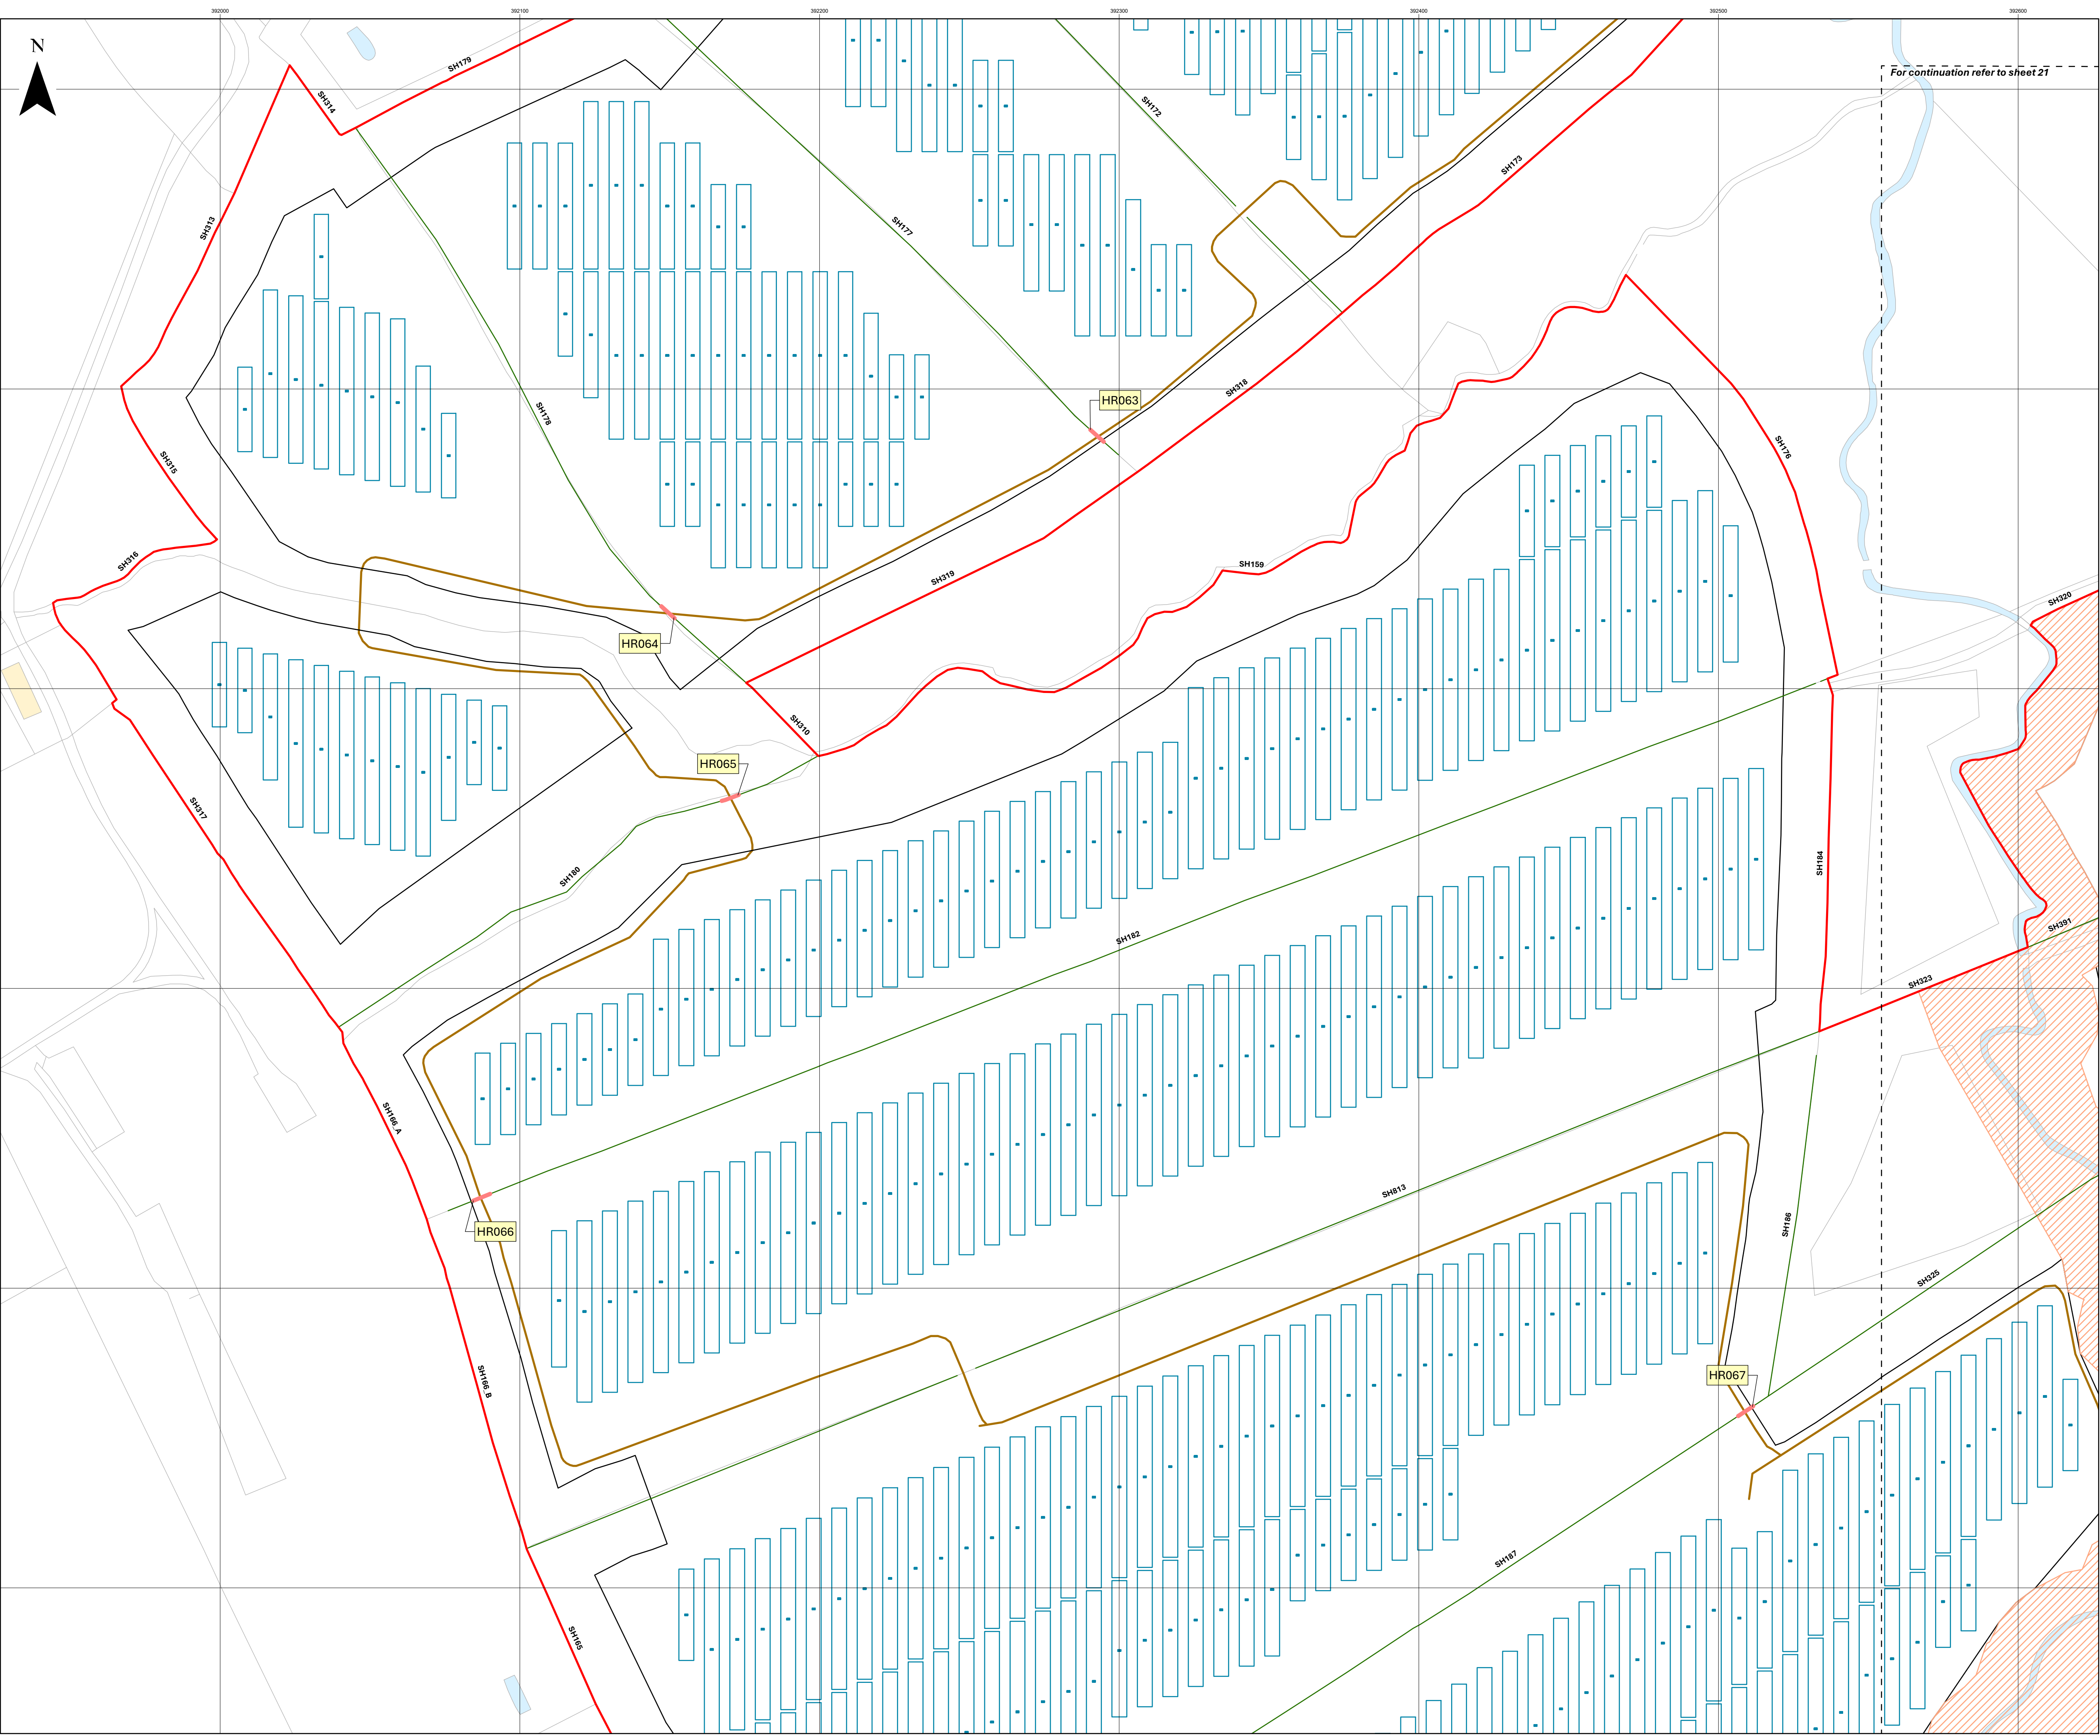 392000
392100
392200
392300
392400
392500
392600
N
For continuation refer to sheet 21
SH179
SH314
SH172
SH173
SH313
SH177
SH318
HR063
SH178
SH176
SH315
SH316
SH159
SH319
SH320
HR064
SH310
HR065
SH317
SH184
SH180
SH391
SH182
SH323
SH166_A
SH813
SH186
HR066
SH325
HR067
SH166_B
SH187
SH165